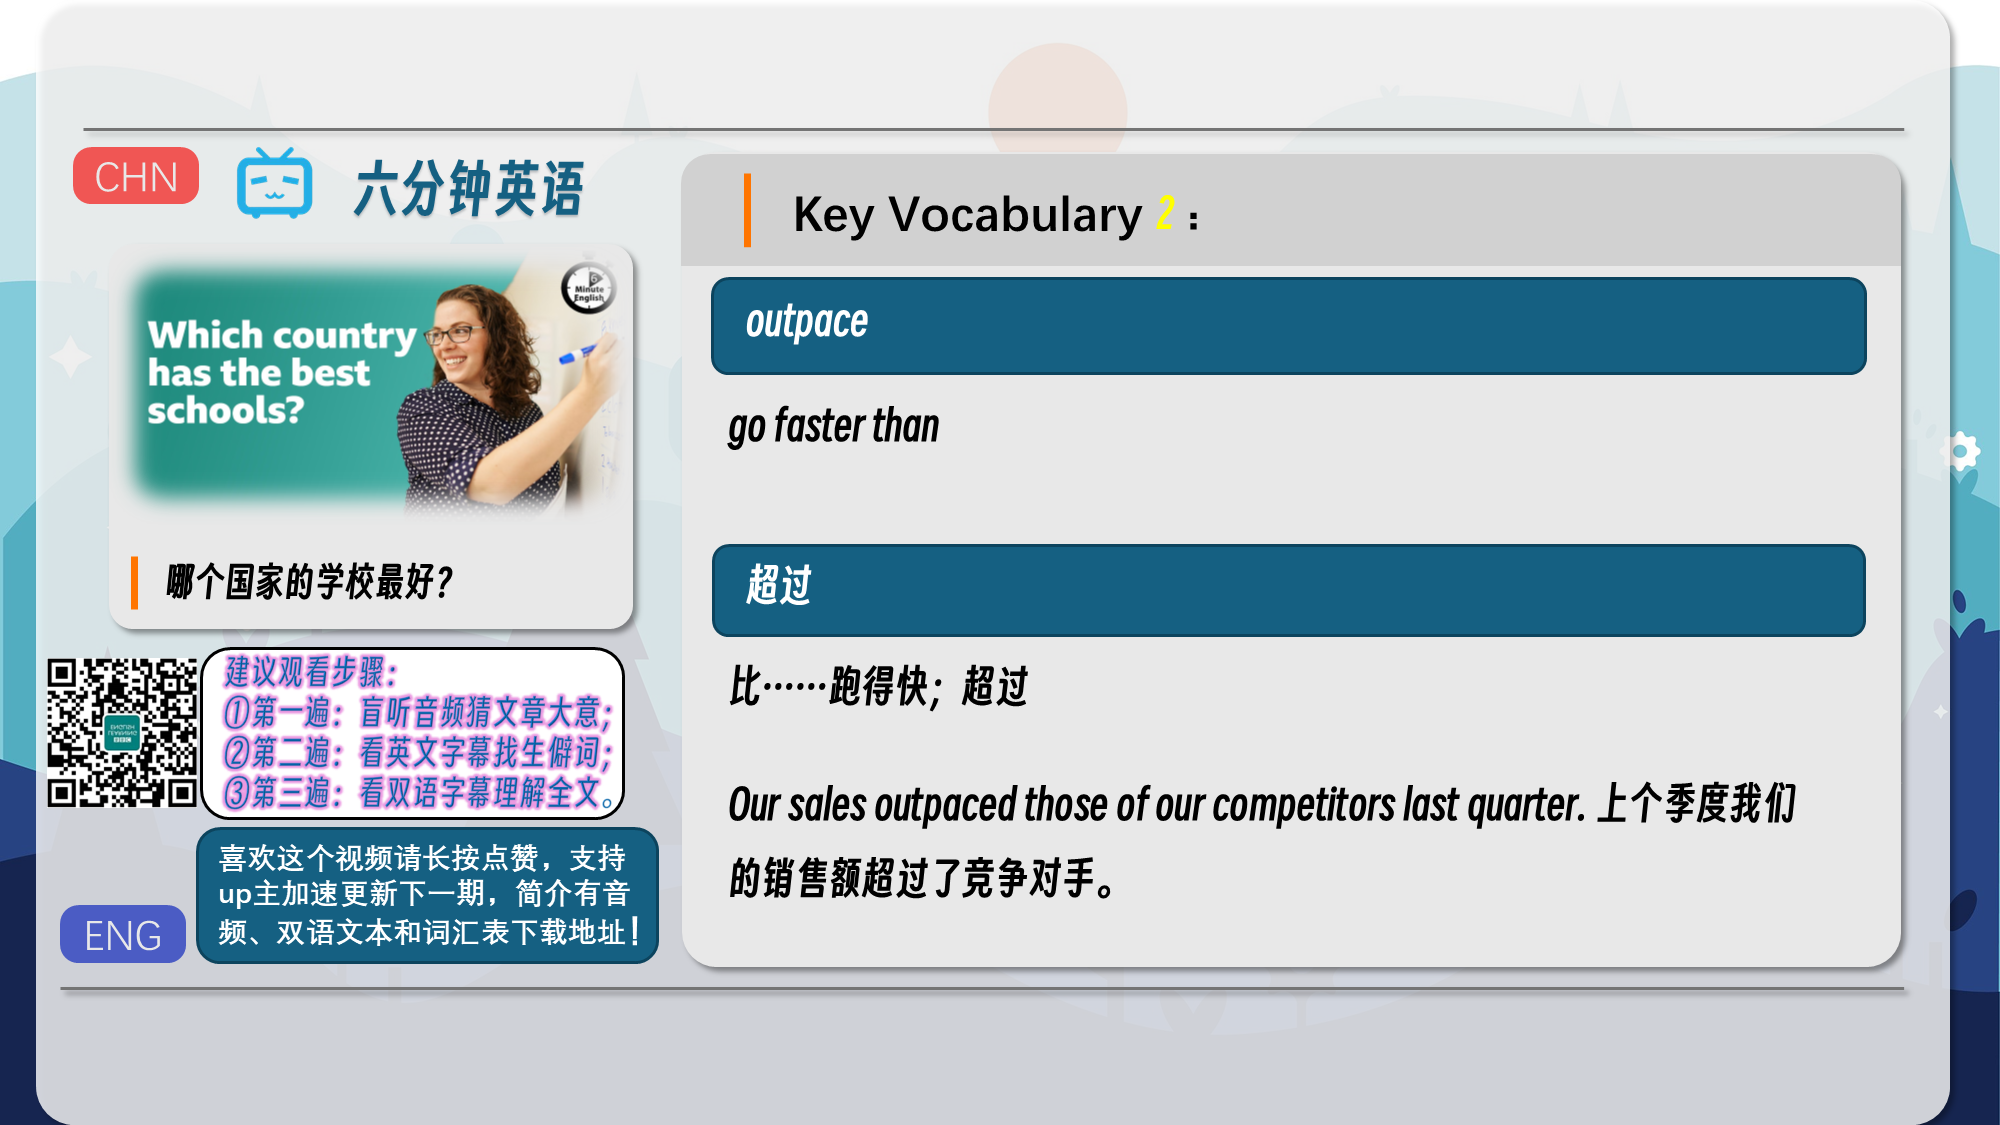 CHN
六分钟英语
Which country
has the best
schools?
6
Minute
English
哪个国家的学校最好?
建议观看步骤：
①第一遍：盲听音频猜文章大意；
②第二遍：看英文字幕找生僻词；
③第三遍：看双语字幕理解全文。
喜欢这个视频请长按点赞，支持
up主加速更新下一期，简介有音
频、双语文本和词汇表下载地址！
ENG
Key Vocabulary 2：
outpace
go faster than
超过
比……跑得快；超过
Our sales outpaced those of our competitors last quarter. 上个季度我们
的销售额超过了竞争对手。